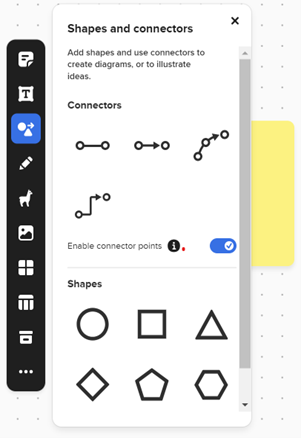 Shapes and connectors
Add shapes and use connectors to
create diagrams, or to illustrate
ideas.
Connectors
Enable connector points
Shapes